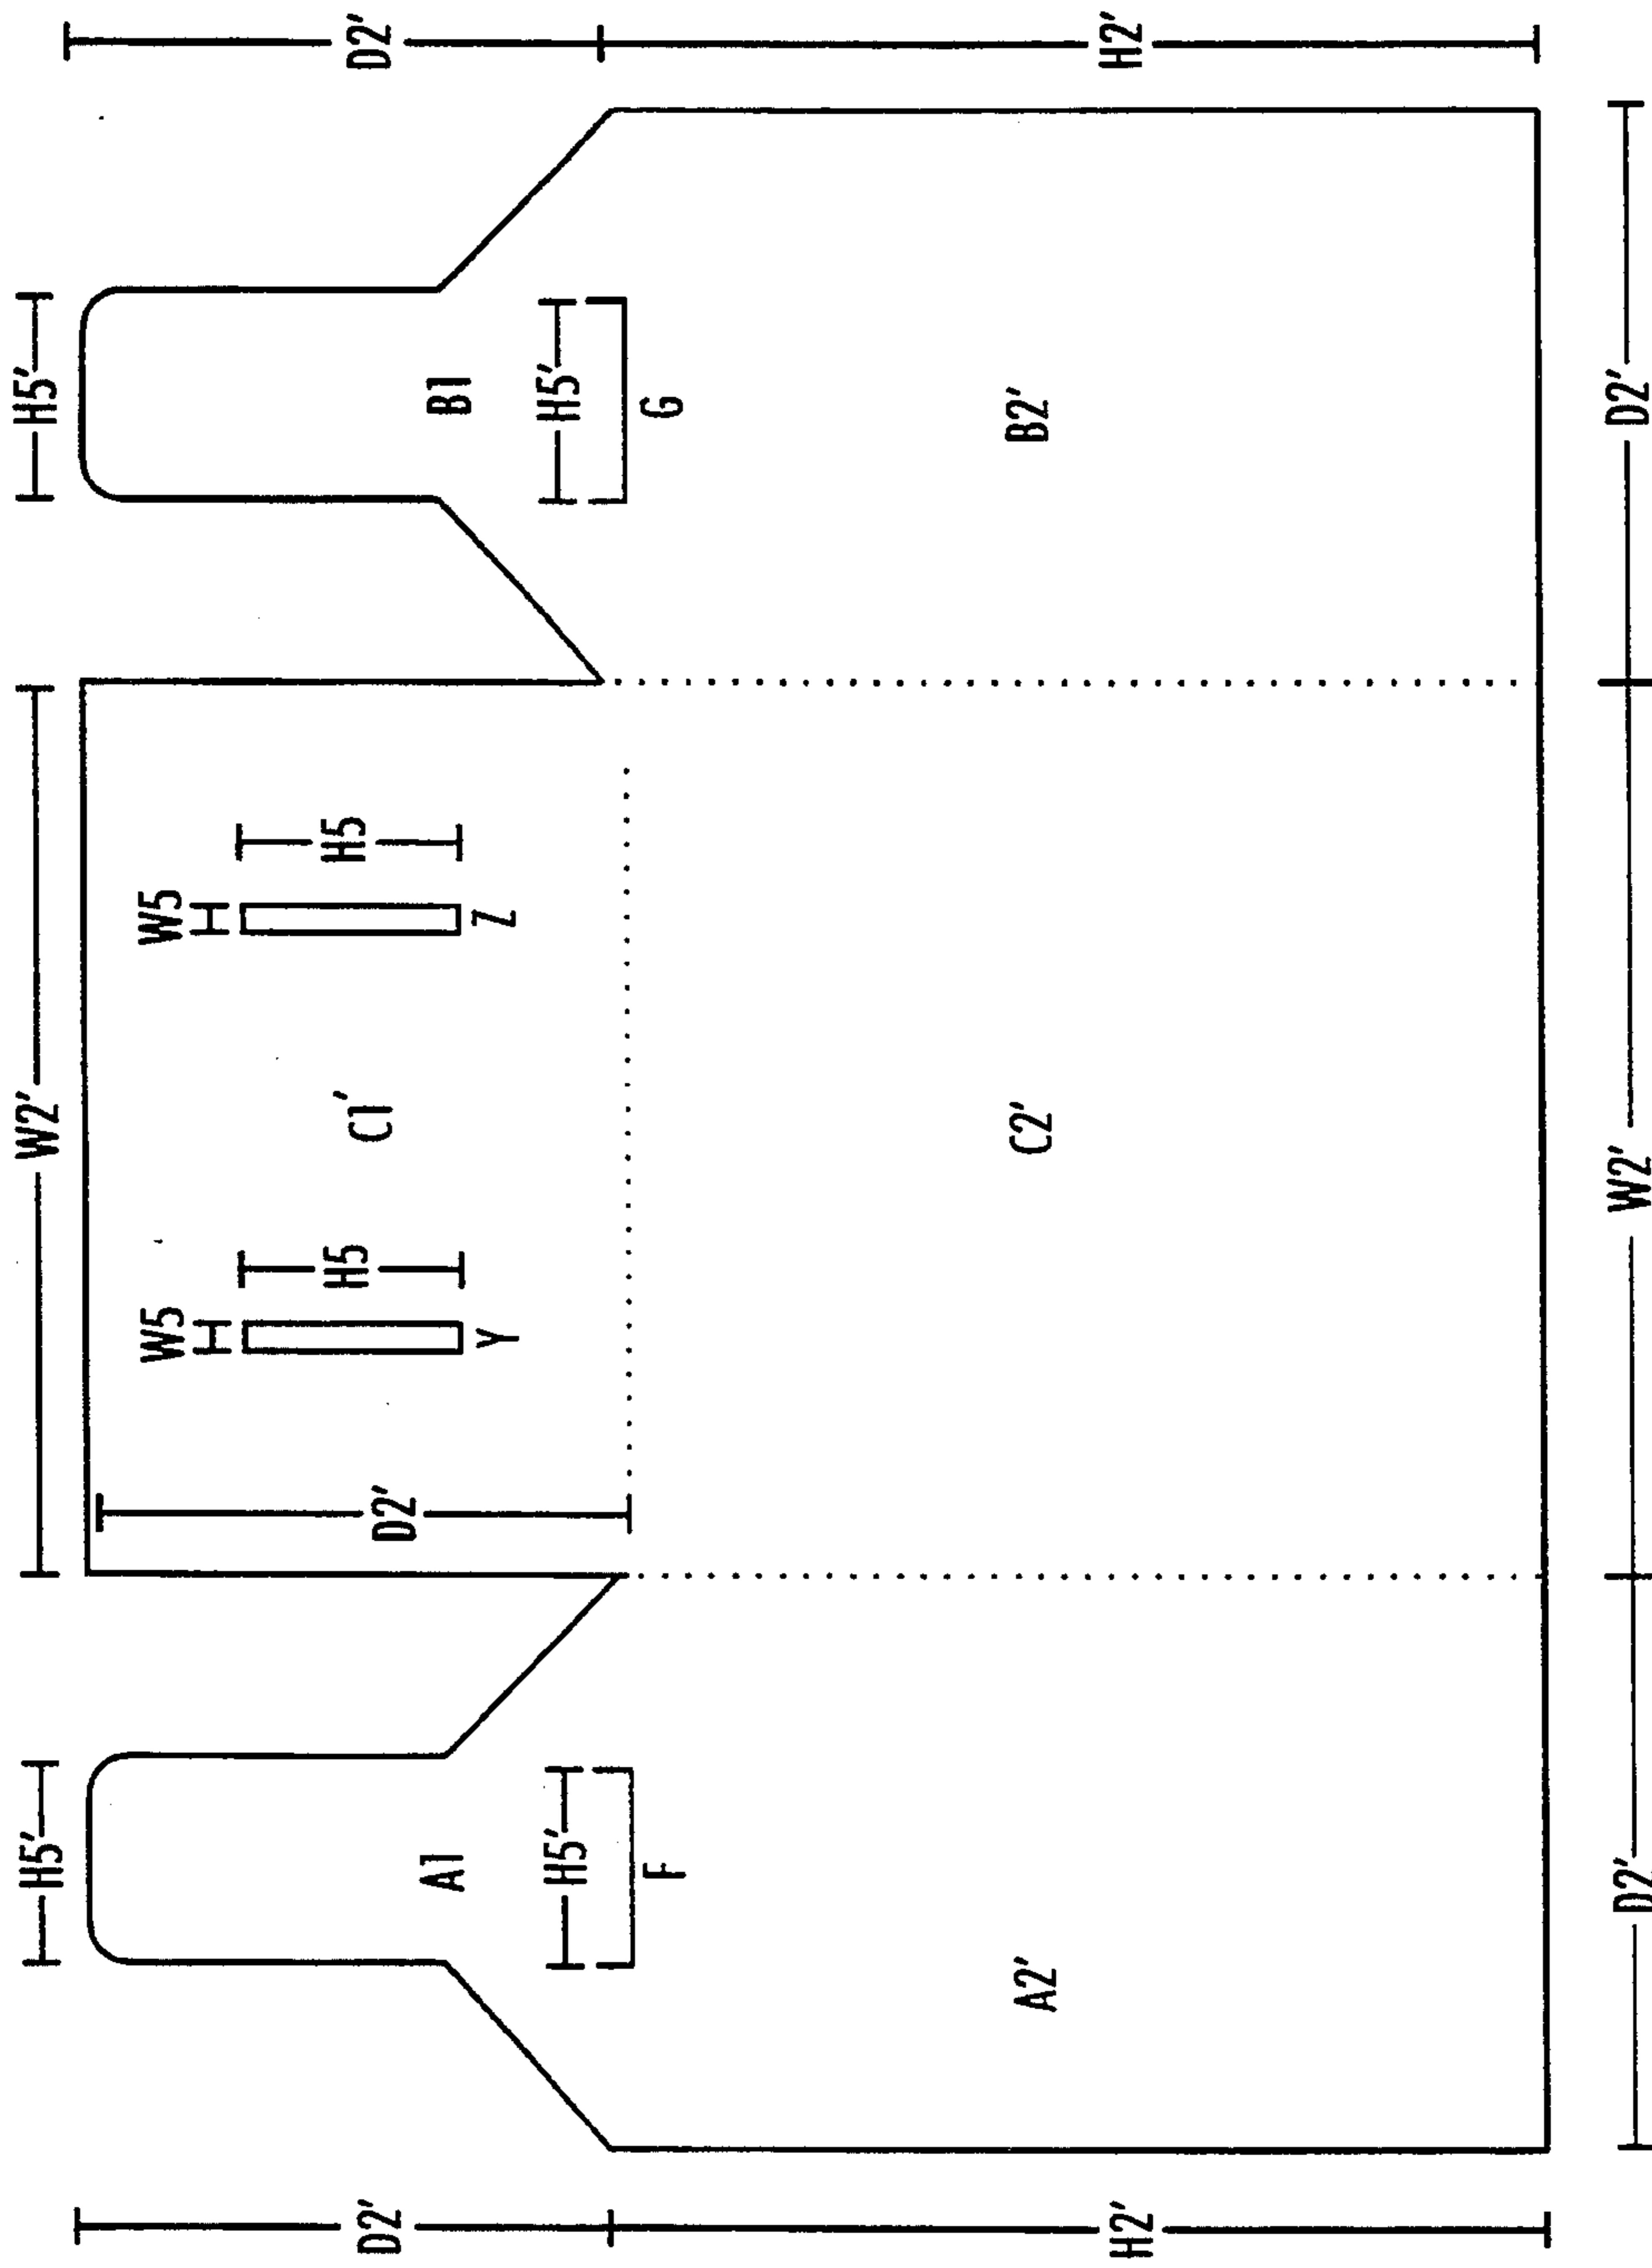 H5' W2' H5'
W5 W5
D2' D2' H5 C1' H5 D2'
A1 B1
Y Z
H5' H5'
F G
A2' C2' B2'
H2' H2'
D2' W2' D2'